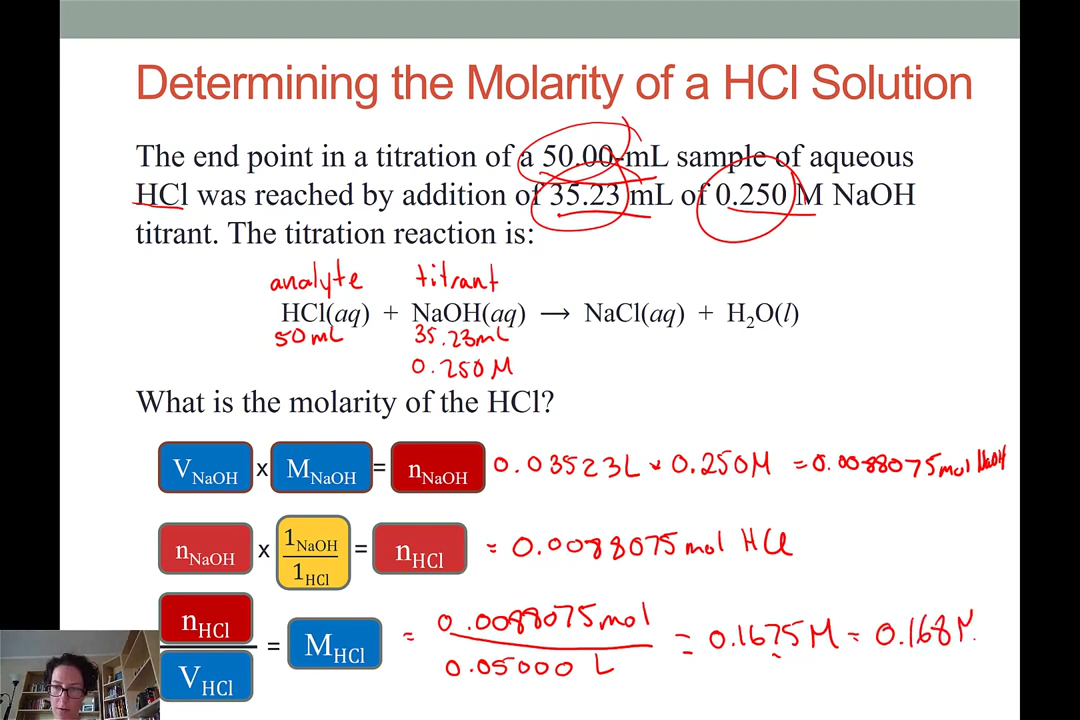 Determining the Molarity of a HCl Solution
The end point in a titration of a 50.00-mL sample of aqueous
HCl was reached by addition of 35.23 mL of 0.250 M NaOH
titrant. The titration reaction is:
analyte titrant
HCl(aq) + NaOH(aq) ⟶ NaCl(aq) + H₂O(l)
50 mL 35.23mL
0.250 M
What is the molarity of the HCl?
V_NaOH x M_NaOH = n_NaOH 0.03523 L × 0.250 M = 0.0088075 mol NaOH
n_NaOH x 1_NaOH/1_HCl = n_HCl = 0.0088075 mol HCl
n_HCl/V_HCl = M_HCl = 0.0088075 mol/0.05000 L = 0.1675 M = 0.168 M